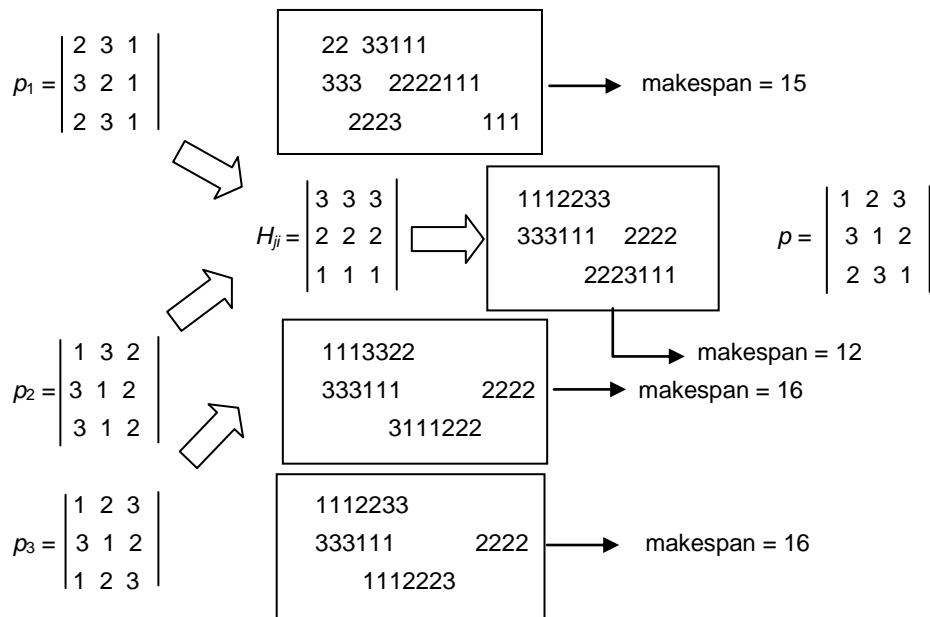 2 3 1
22 33111
p1 = 3 2 1
333 2222111
makespan = 15
2 3 1
2223 111
3 3 3
1112233
1 2 3
Hji = 2 2 2
333111 2222
p = 3 1 2
1 1 1
2223111
2 3 1
1 3 2
1113322
makespan = 12
p2 = 3 1 2
333111 2222
makespan = 16
3 1 2
3111222
1 2 3
1112233
p3 = 3 1 2
333111 2222
makespan = 16
1 2 3
1112223